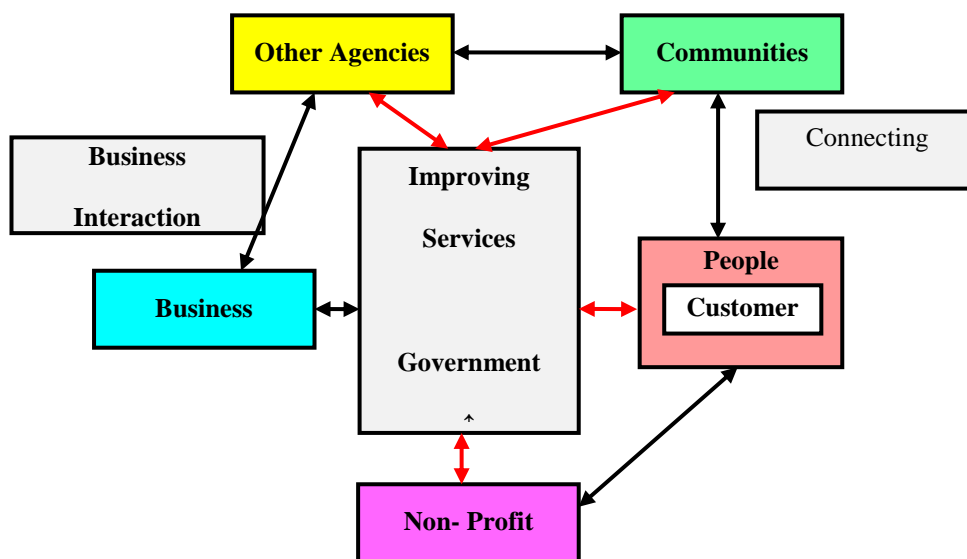 Other Agencies
Communities
Business
Interaction
Connecting
Improving
Services
Government
People
Customer
Business
Non- Profit